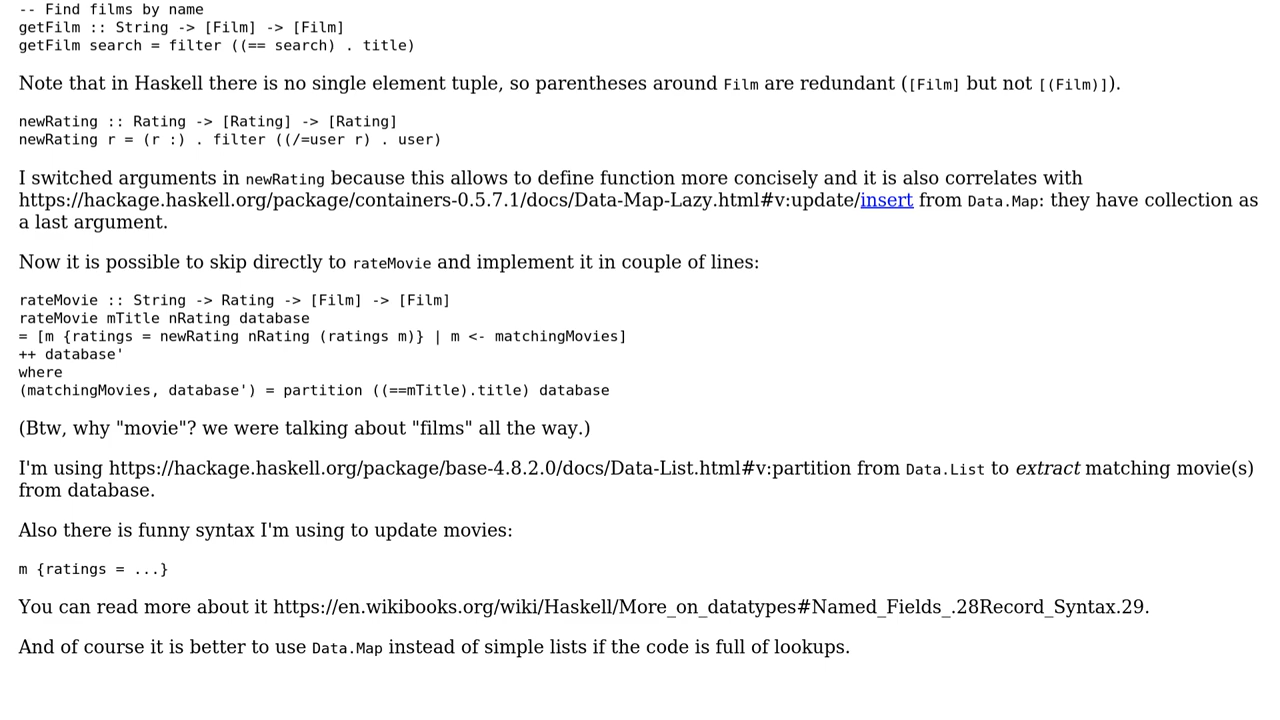 -- Find films by name
getFilm :: String -> [Film] -> [Film]
getFilm search = filter ((== search) . title)
Note that in Haskell there is no single element tuple, so parentheses around Film are redundant ([Film] but not [(Film)]).
newRating :: Rating -> [Rating] -> [Rating]
newRating r = (r :) . filter ((/=user r) . user)
I switched arguments in newRating because this allows to define function more concisely and it is also correlates with
https://hackage.haskell.org/package/containers-0.5.7.1/docs/Data-Map-Lazy.html#v:update/insert from Data.Map: they have collection as
a last argument.
Now it is possible to skip directly to rateMovie and implement it in couple of lines:
rateMovie :: String -> Rating -> [Film] -> [Film]
rateMovie mTitle nRating database
= [m {ratings = newRating nRating (ratings m)} | m <- matchingMovies]
++ database'
where
(matchingMovies, database') = partition ((==mTitle).title) database
(Btw, why "movie"? we were talking about "films" all the way.)
I'm using https://hackage.haskell.org/package/base-4.8.2.0/docs/Data-List.html#v:partition from Data.List to extract matching movie(s)
from database.
Also there is funny syntax I'm using to update movies:
m {ratings = ...}
You can read more about it https://en.wikibooks.org/wiki/Haskell/More_on_datatypes#Named_Fields_.28Record_Syntax.29.
And of course it is better to use Data.Map instead of simple lists if the code is full of lookups.